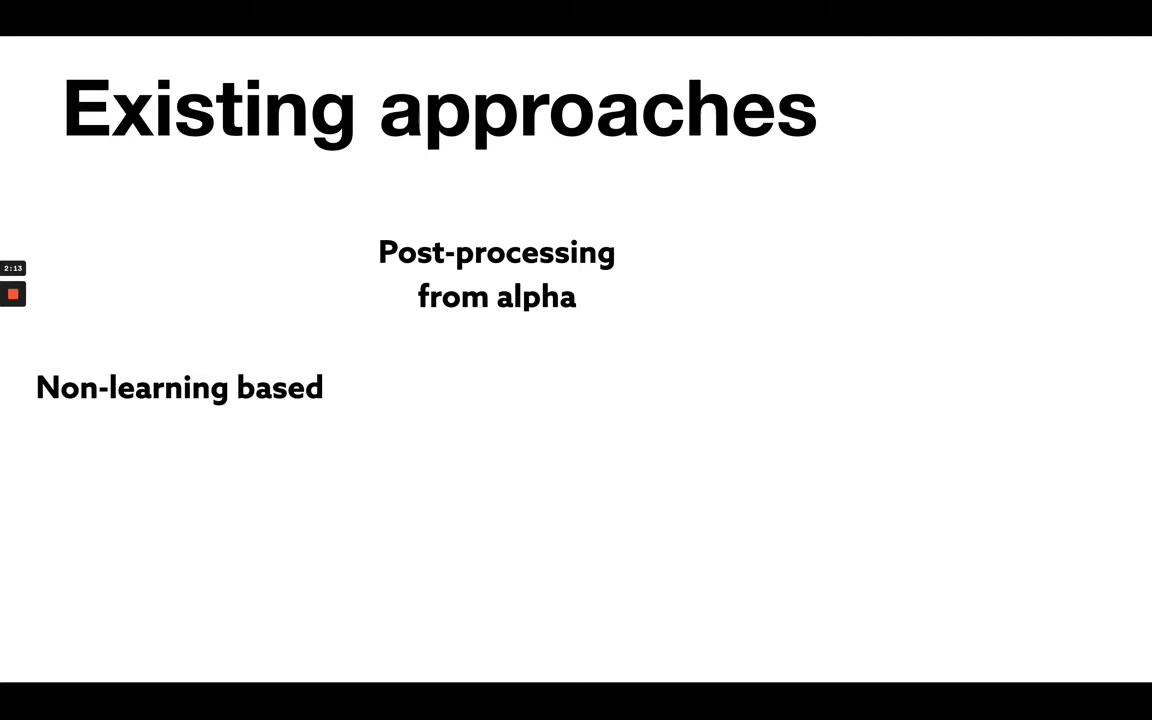 Existing approaches
Post-processing
from alpha
2:13
Non-learning based